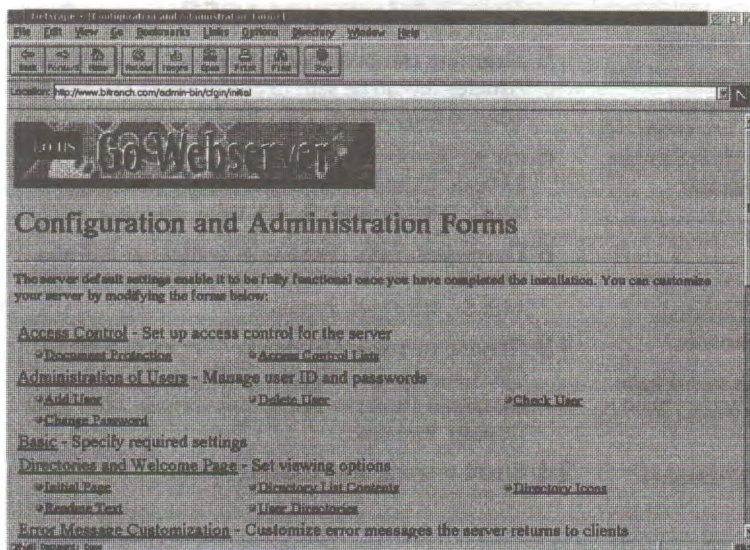 Netscape - [Configuration and Administration Forms]
File Edit View Go Bookmarks Links Options Directory Window Help
Back Forward Home Reload Images Open Print Find Stop
Location: http://www.bitranch.com/admin-bin/cfgin/initial
LOTUS Go Webserver
Configuration and Administration Forms
The server default settings enable it to be fully functional once you have completed the installation. You can customize
your server by modifying the forms below:
Access Control - Set up access control for the server
Document Protection Access Control Lists
Administration of Users - Manage user ID and passwords
Add User Delete User Check User
Change Password
Basic - Specify required settings
Directories and Welcome Page - Set viewing options
Initial Page Directory List Contents Directory Icons
Readme Text User Directories
Error Message Customization - Customize error messages the server returns to clients
Document: Done